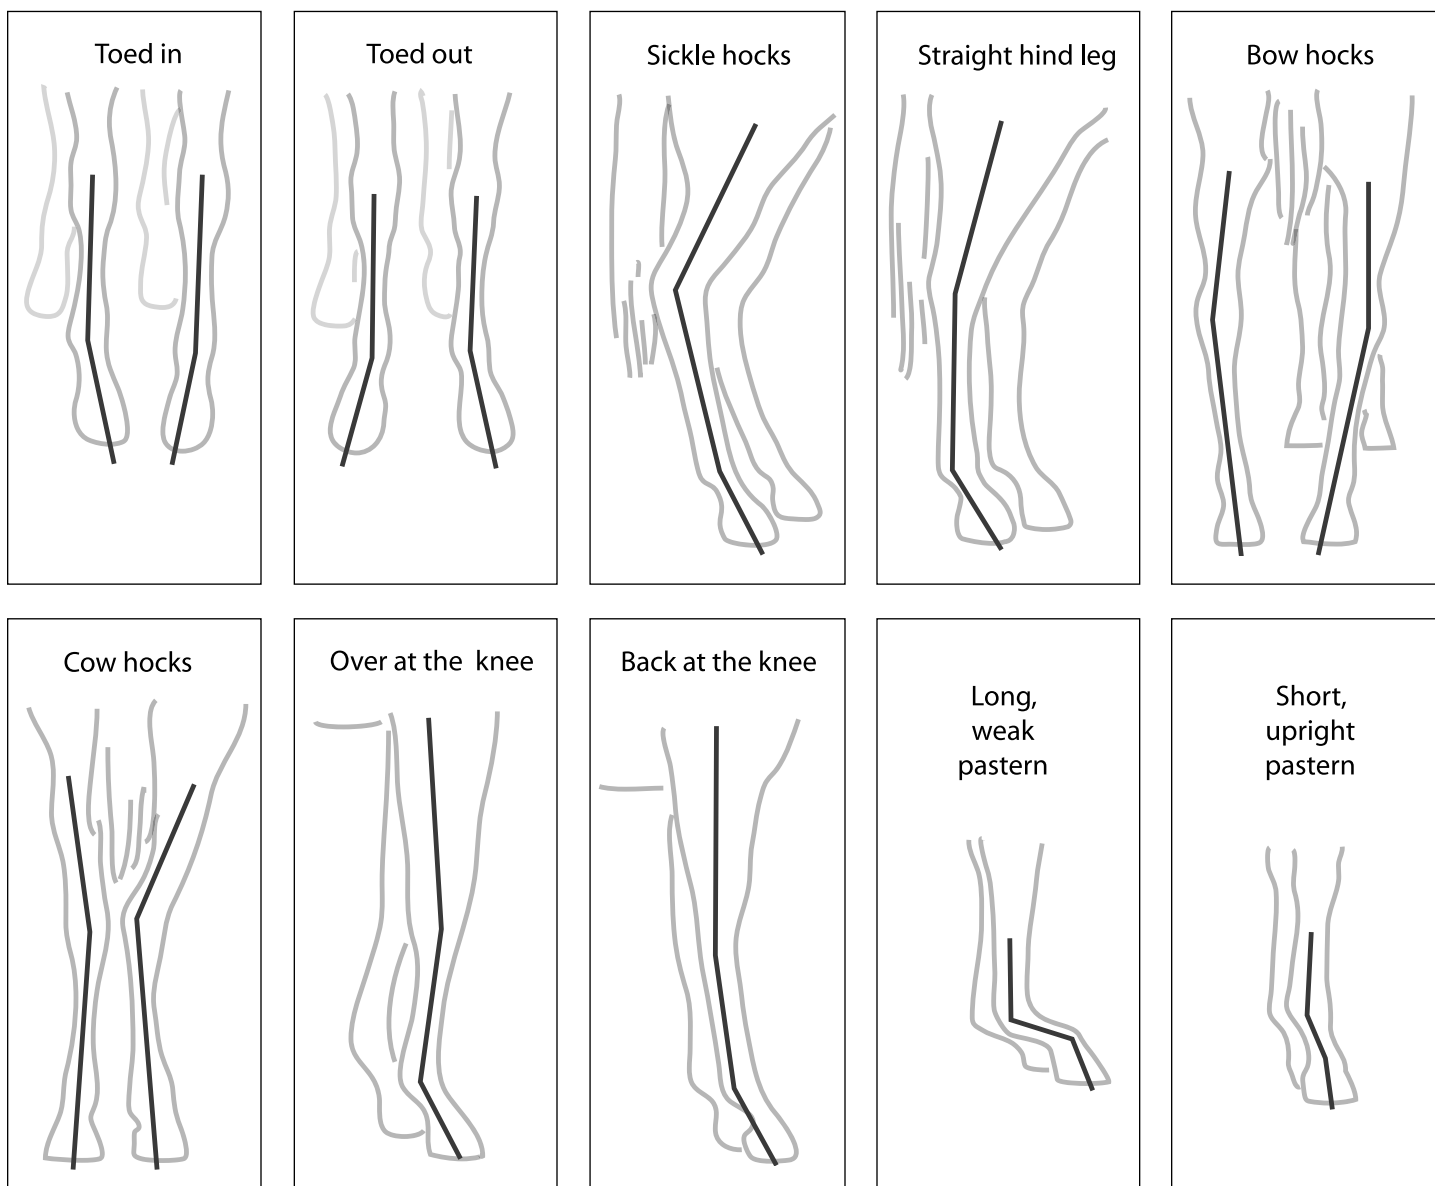 Toed in
Toed out
Sickle hocks
Straight hind leg
Bow hocks
Cow hocks
Over at the knee
Back at the knee
Long,
weak
pastern
Short,
upright
pastern